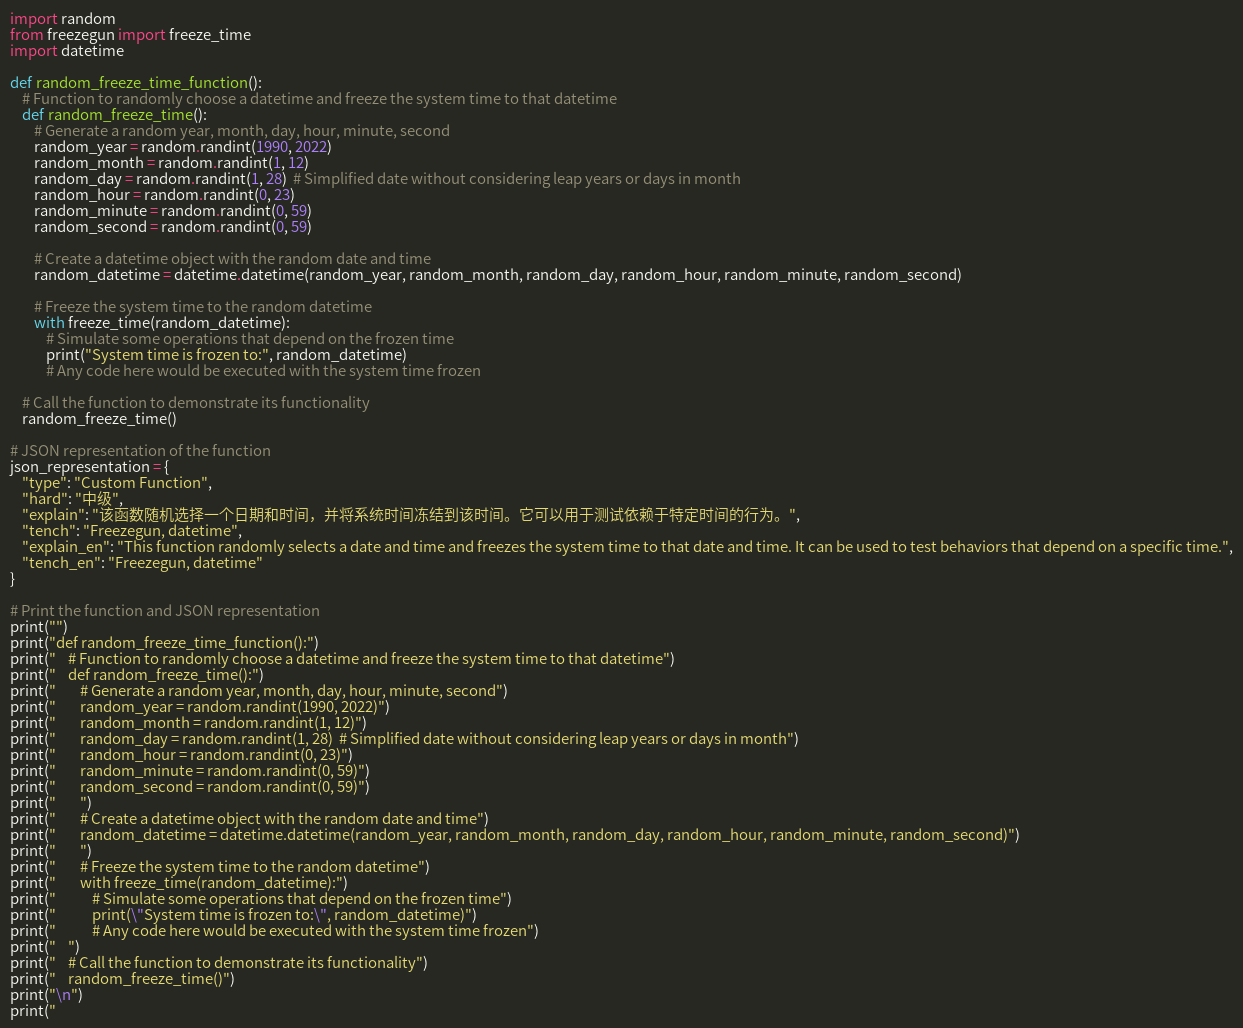 import random
from freezegun import freeze_time
import datetime

def random_freeze_time_function():
    # Function to randomly choose a datetime and freeze the system time to that datetime
    def random_freeze_time():
        # Generate a random year, month, day, hour, minute, second
        random_year = random.randint(1990, 2022)
        random_month = random.randint(1, 12)
        random_day = random.randint(1, 28)  # Simplified date without considering leap years or days in month
        random_hour = random.randint(0, 23)
        random_minute = random.randint(0, 59)
        random_second = random.randint(0, 59)

        # Create a datetime object with the random date and time
        random_datetime = datetime.datetime(random_year, random_month, random_day, random_hour, random_minute, random_second)

        # Freeze the system time to the random datetime
        with freeze_time(random_datetime):
            # Simulate some operations that depend on the frozen time
            print("System time is frozen to:", random_datetime)
            # Any code here would be executed with the system time frozen

    # Call the function to demonstrate its functionality
    random_freeze_time()

# JSON representation of the function
json_representation = {
    "type": "Custom Function",
    "hard": "中级",
    "explain": "该函数随机选择一个日期和时间，并将系统时间冻结到该时间。它可以用于测试依赖于特定时间的行为。",
    "tench": "Freezegun, datetime",
    "explain_en": "This function randomly selects a date and time and freezes the system time to that date and time. It can be used to test behaviors that depend on a specific time.",
    "tench_en": "Freezegun, datetime"
}

# Print the function and JSON representation
print("")
print("def random_freeze_time_function():")
print("    # Function to randomly choose a datetime and freeze the system time to that datetime")
print("    def random_freeze_time():")
print("        # Generate a random year, month, day, hour, minute, second")
print("        random_year = random.randint(1990, 2022)")
print("        random_month = random.randint(1, 12)")
print("        random_day = random.randint(1, 28)  # Simplified date without considering leap years or days in month")
print("        random_hour = random.randint(0, 23)")
print("        random_minute = random.randint(0, 59)")
print("        random_second = random.randint(0, 59)")
print("        ")
print("        # Create a datetime object with the random date and time")
print("        random_datetime = datetime.datetime(random_year, random_month, random_day, random_hour, random_minute, random_second)")
print("        ")
print("        # Freeze the system time to the random datetime")
print("        with freeze_time(random_datetime):")
print("            # Simulate some operations that depend on the frozen time")
print("            print(\"System time is frozen to:\", random_datetime)")
print("            # Any code here would be executed with the system time frozen")
print("    ")
print("    # Call the function to demonstrate its functionality")
print("    random_freeze_time()")
print("\n")
print("